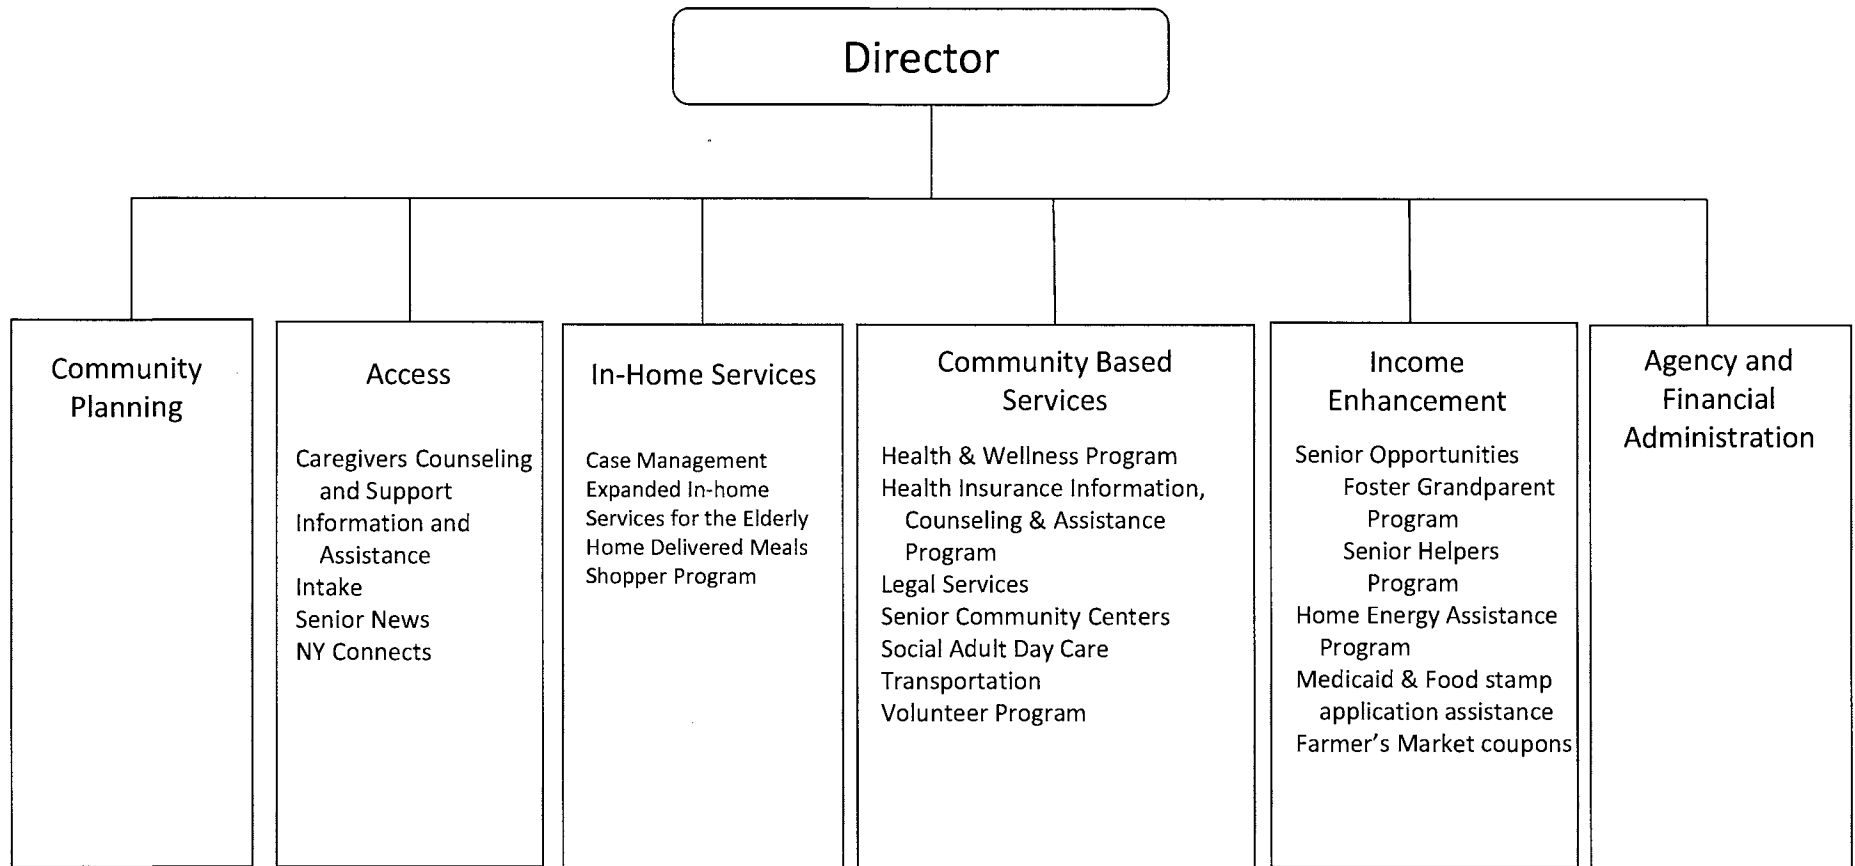 Director
Community
Planning
Access
Caregivers Counseling
and Support
Information and
Assistance
Intake
Senior News
NY Connects
In-Home Services
Case Management
Expanded In-home
Services for the Elderly
Home Delivered Meals
Shopper Program
Community Based
Services
Health & Wellness Program
Health Insurance Information,
Counseling & Assistance
Program
Legal Services
Senior Community Centers
Social Adult Day Care
Transportation
Volunteer Program
Income
Enhancement
Senior Opportunities
Foster Grandparent
Program
Senior Helpers
Program
Home Energy Assistance
Program
Medicaid & Food stamp
application assistance
Farmer's Market coupons
Agency and
Financial
Administration